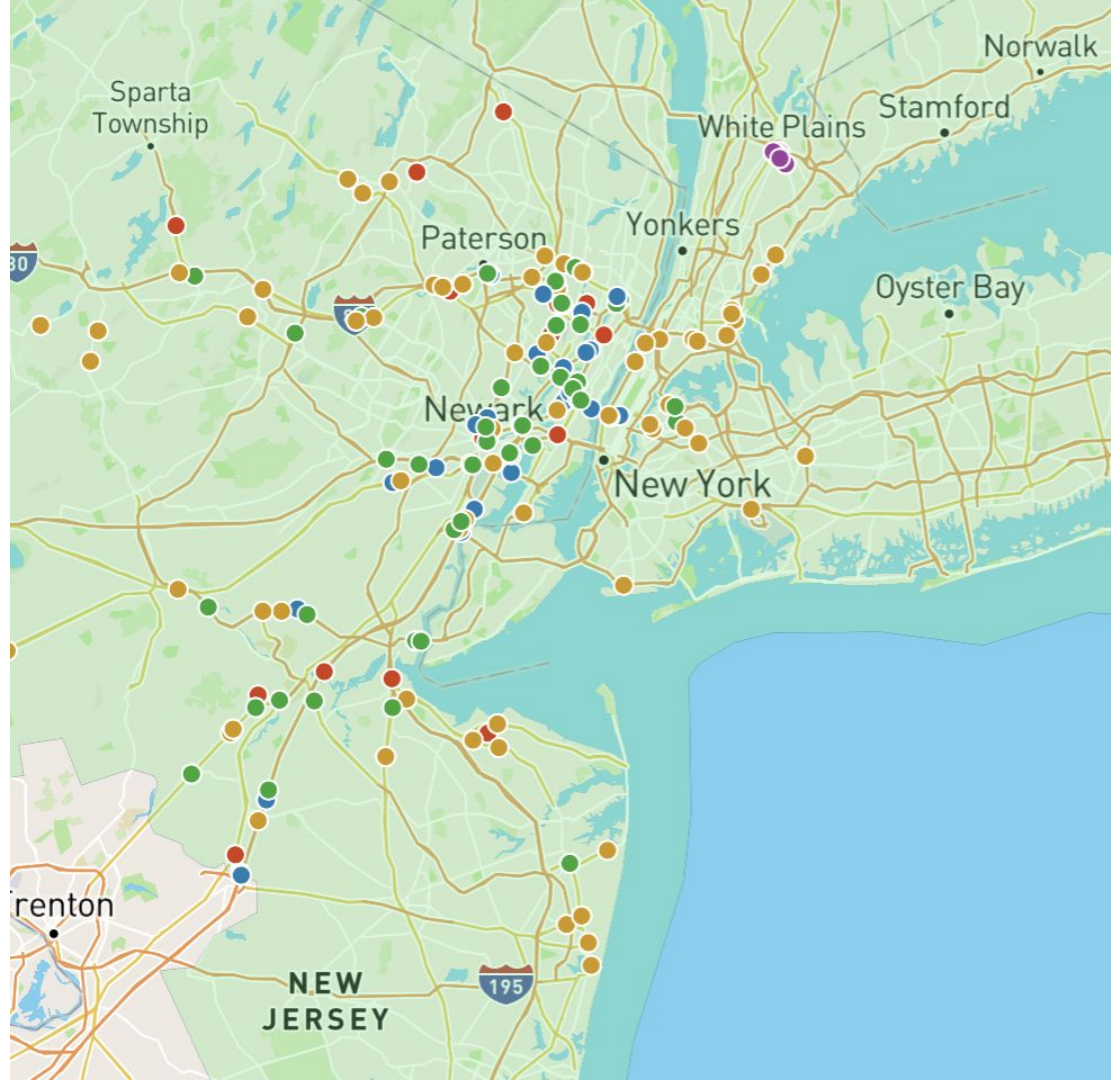 Norwalk
Sparta
Township
Stamford
White Plains
Yonkers
Paterson
80
Oyster Bay
Newark
New York
renton
NEW
JERSEY
195